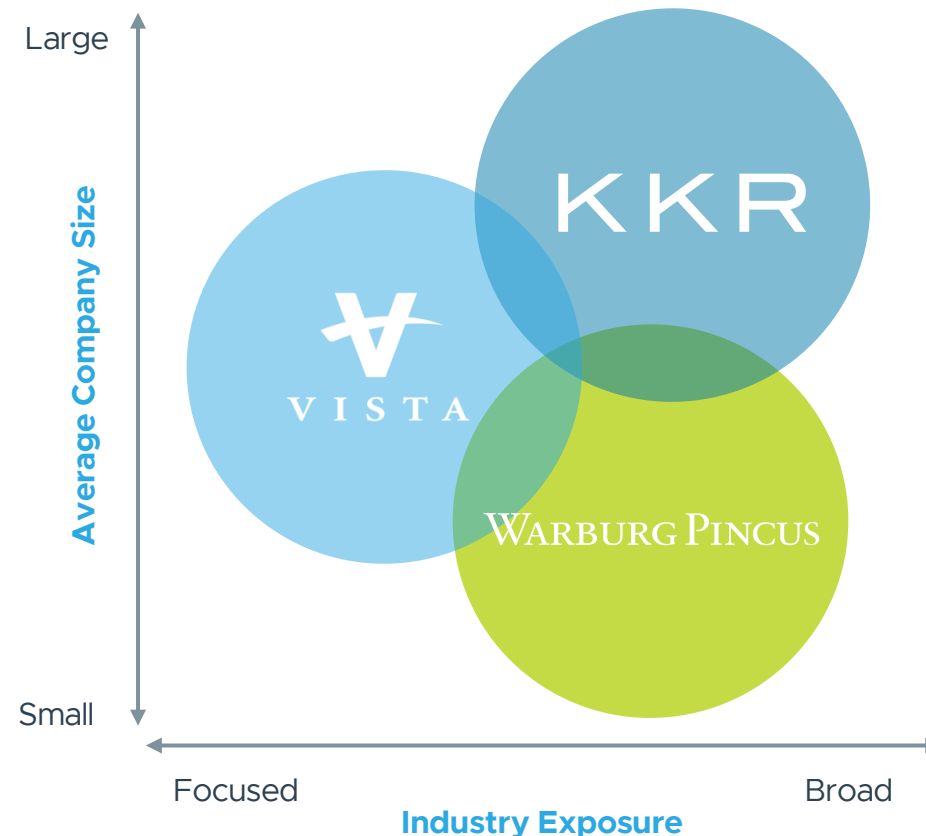 Large
KKR
Average Company Size
VISTA
WARBURG PINCUS
Small
Focused
Broad
Industry Exposure